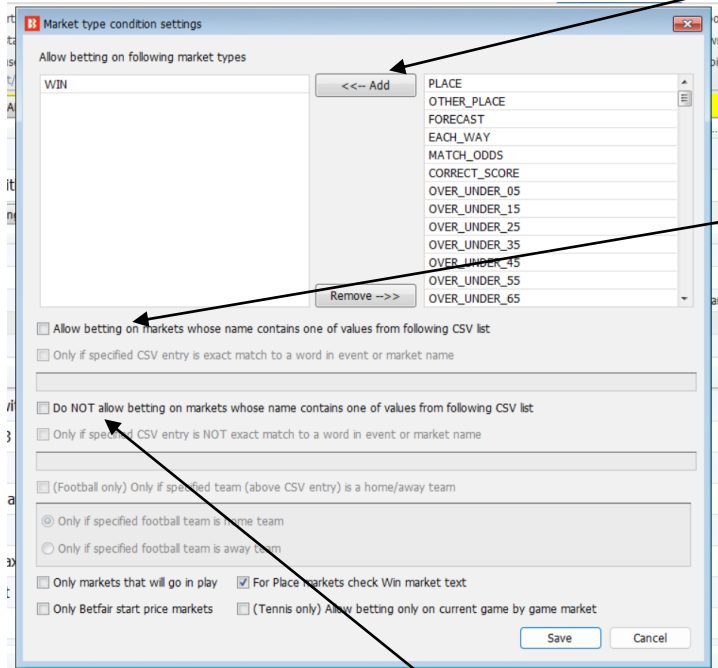 Market type condition settings
Allow betting on following market types
WIN
<<-- Add
PLACE
OTHER_PLACE
FORECAST
EACH_WAY
MATCH_ODDS
CORRECT_SCORE
OVER_UNDER_05
OVER_UNDER_15
OVER_UNDER_25
OVER_UNDER_35
OVER_UNDER_45
OVER_UNDER_55
Remove -->>
OVER_UNDER_65
Allow betting on markets whose name contains one of values from following CSV list
Only if specified CSV entry is exact match to a word in event or market name
Do NOT allow betting on markets whose name contains one of values from following CSV list
Only if specified CSV entry is NOT exact match to a word in event or market name
(Football only) Only if specified team (above CSV entry) is a home/away team
Only if specified football team is home team
Only if specified football team is away team
Only markets that will go in play For Place markets check Win market text
Only Betfair start price markets (Tennis only) Allow betting only on current game by game market
Save Cancel